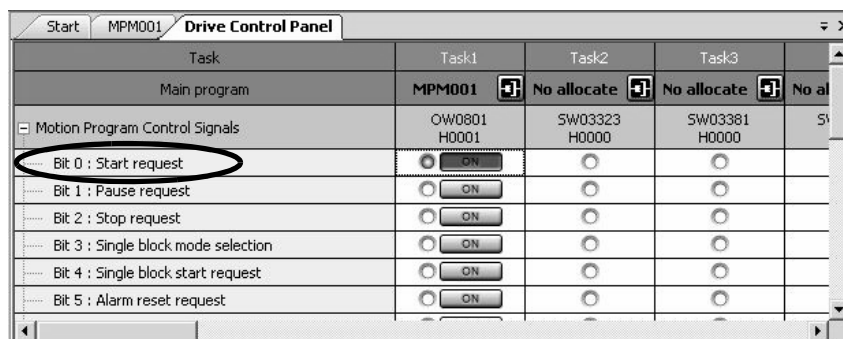 Start MPM001 Drive Control Panel
Task Task1 Task2 Task3
Main program MPM001 No allocate No allocate No al
Motion Program Control Signals OW0801 SW03323 SW03381
H0001 H0000 H0000
Bit 0 : Start request ON
Bit 1 : Pause request ON
Bit 2 : Stop request ON
Bit 3 : Single block mode selection ON
Bit 4 : Single block start request ON
Bit 5 : Alarm reset request ON